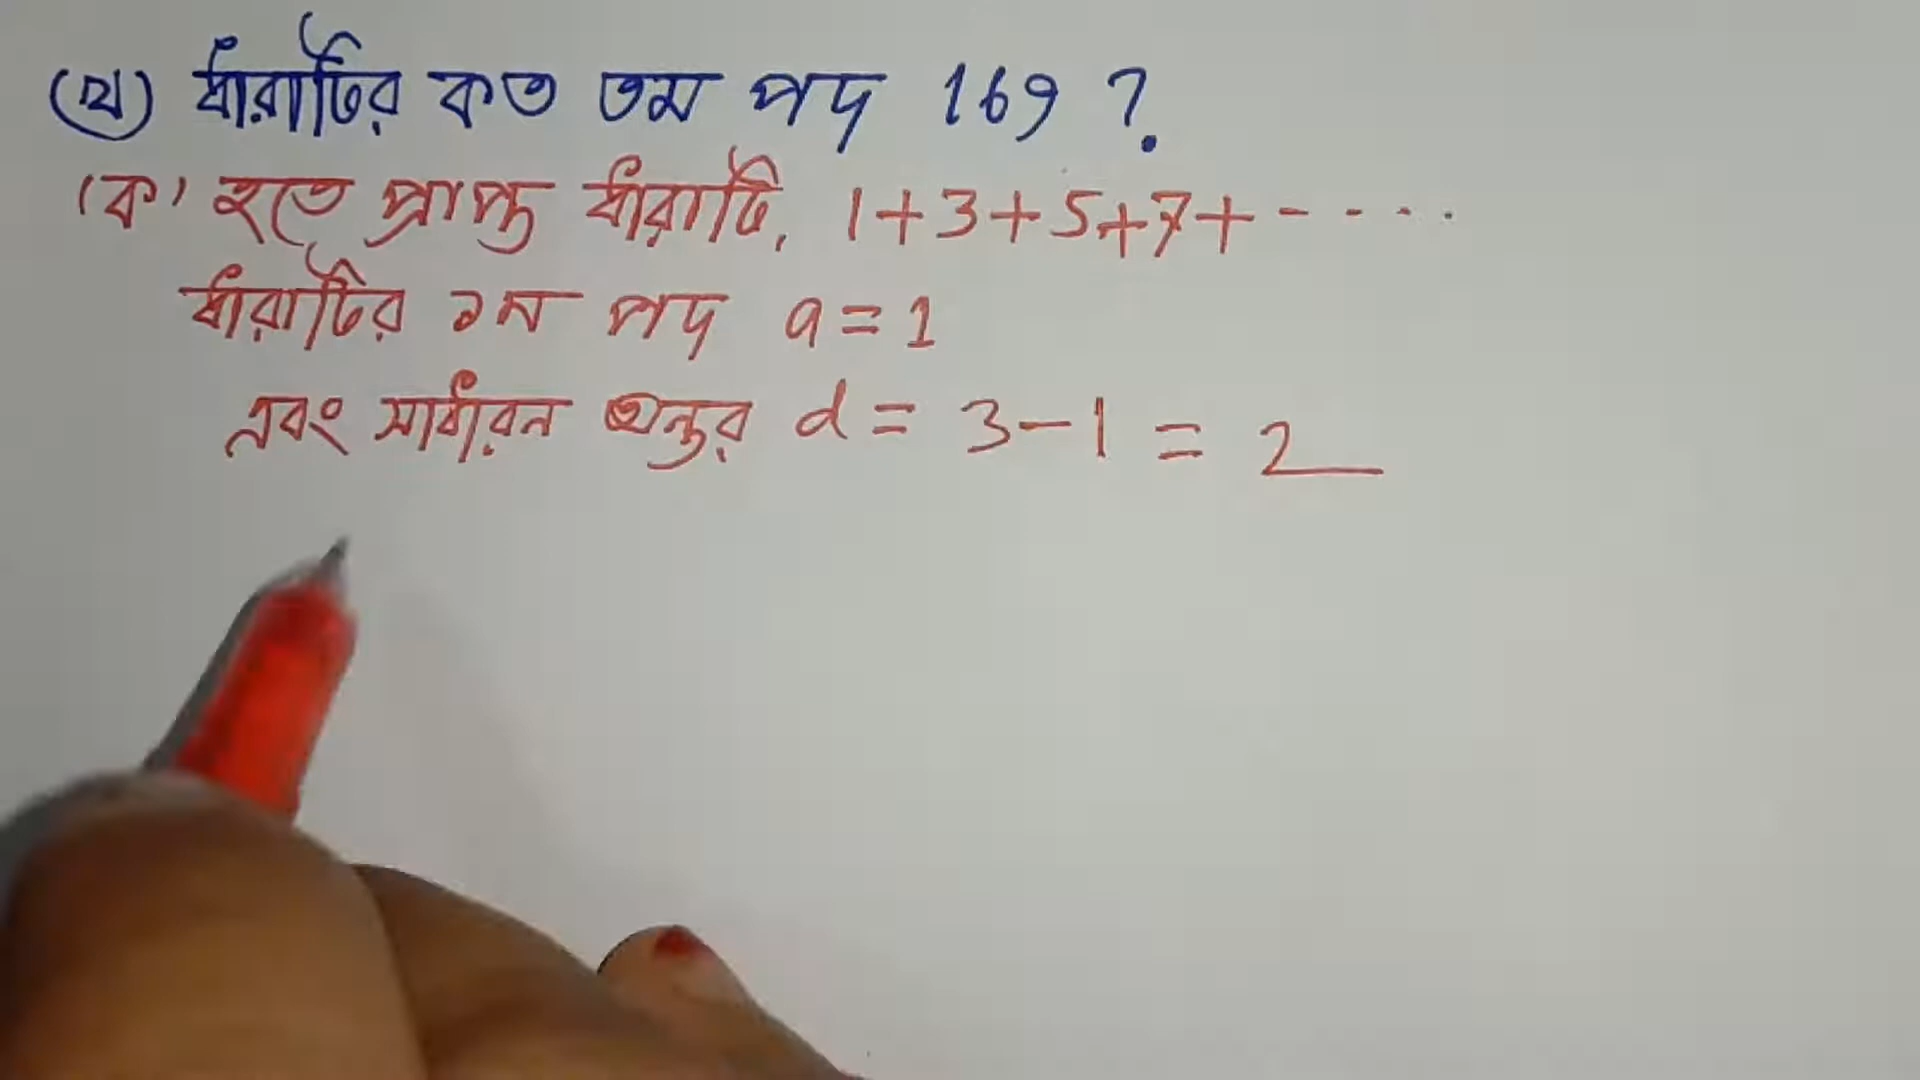 (খ) ধারাটির কত তম পদ 169 ?
'ক' হতে প্রাপ্ত ধারাটি, 1+3+5+7+-----
ধারাটির ১ম পদ a=1
এবং সাধারন অন্তর d = 3-1 = 2